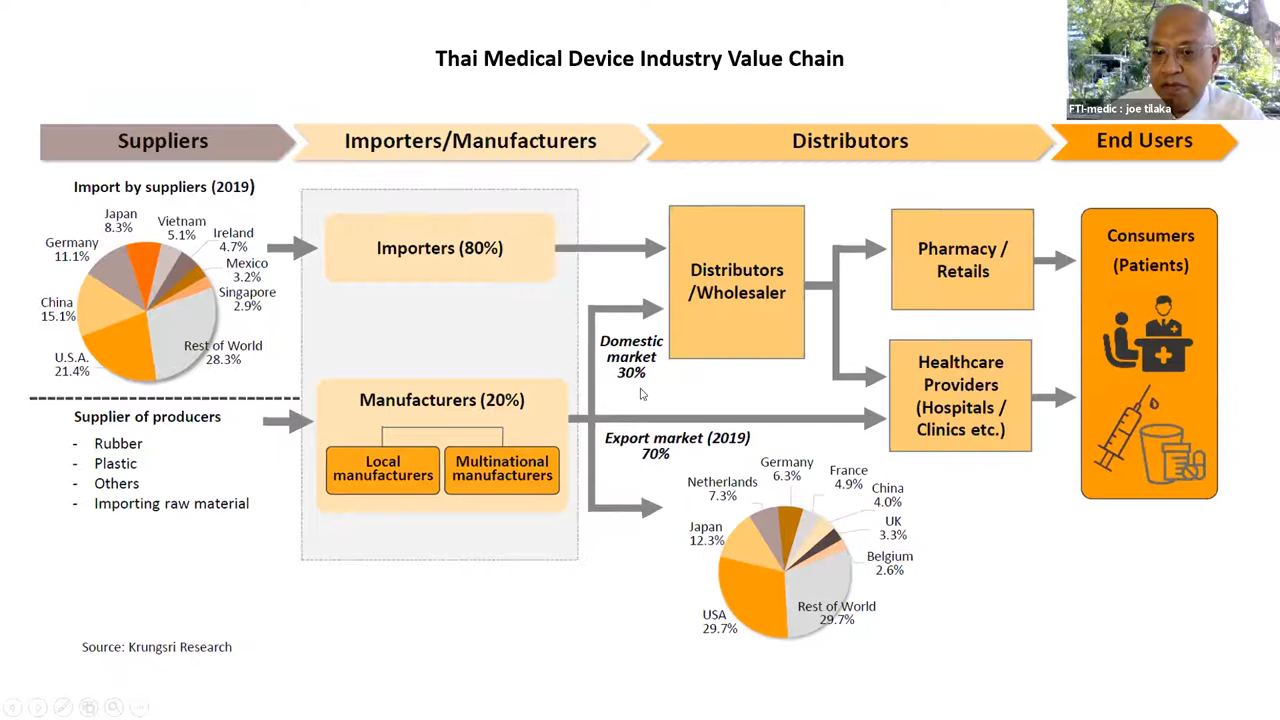 Thai Medical Device Industry Value Chain
FTI-medic : joe tilaka
Suppliers
Importers/Manufacturers
Distributors
End Users
Import by suppliers (2019)
Japan
8.3%
Vietnam
5.1%
Ireland
4.7%
Germany
11.1%
Mexico
3.2%
Singapore
2.9%
China
15.1%
Rest of World
28.3%
U.S.A.
21.4%
Supplier of producers
- Rubber
- Plastic
- Others
- Importing raw material
Importers (80%)
Manufacturers (20%)
Local
manufacturers
Multinational
manufacturers
Domestic
market
30%
Export market (2019)
70%
Distributors
/Wholesaler
Pharmacy /
Retails
Healthcare
Providers
(Hospitals /
Clinics etc.)
Consumers
(Patients)
Germany
6.3%
France
4.9%
Netherlands
7.3%
China
4.0%
Japan
12.3%
UK
3.3%
Belgium
2.6%
Rest of World
29.7%
USA
29.7%
Source: Krungsri Research